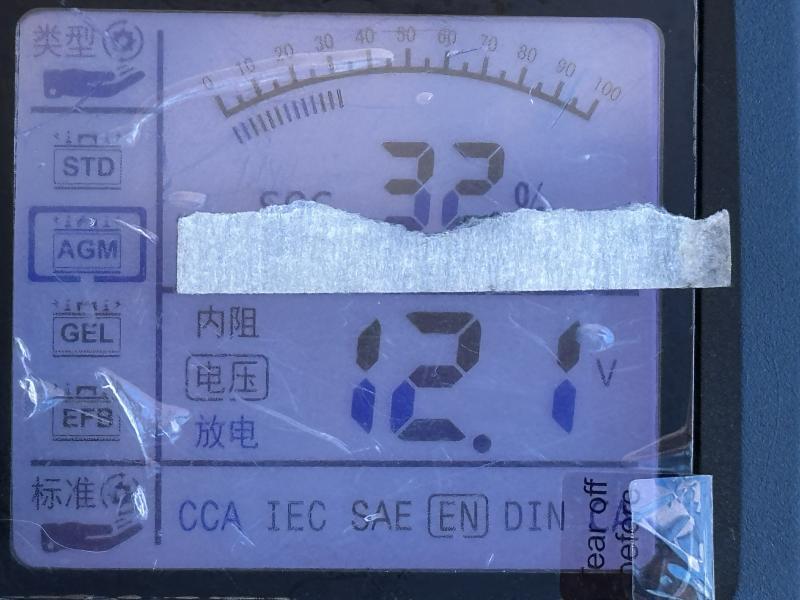 类型
0 10 20 30 40 50 60 70 80 90 100
STD
SOC 32 %
AGM
GEL
EFB
内阻
电压
放电
12.1 V
标准
CCA IEC SAE EN DIN
Tear off
before